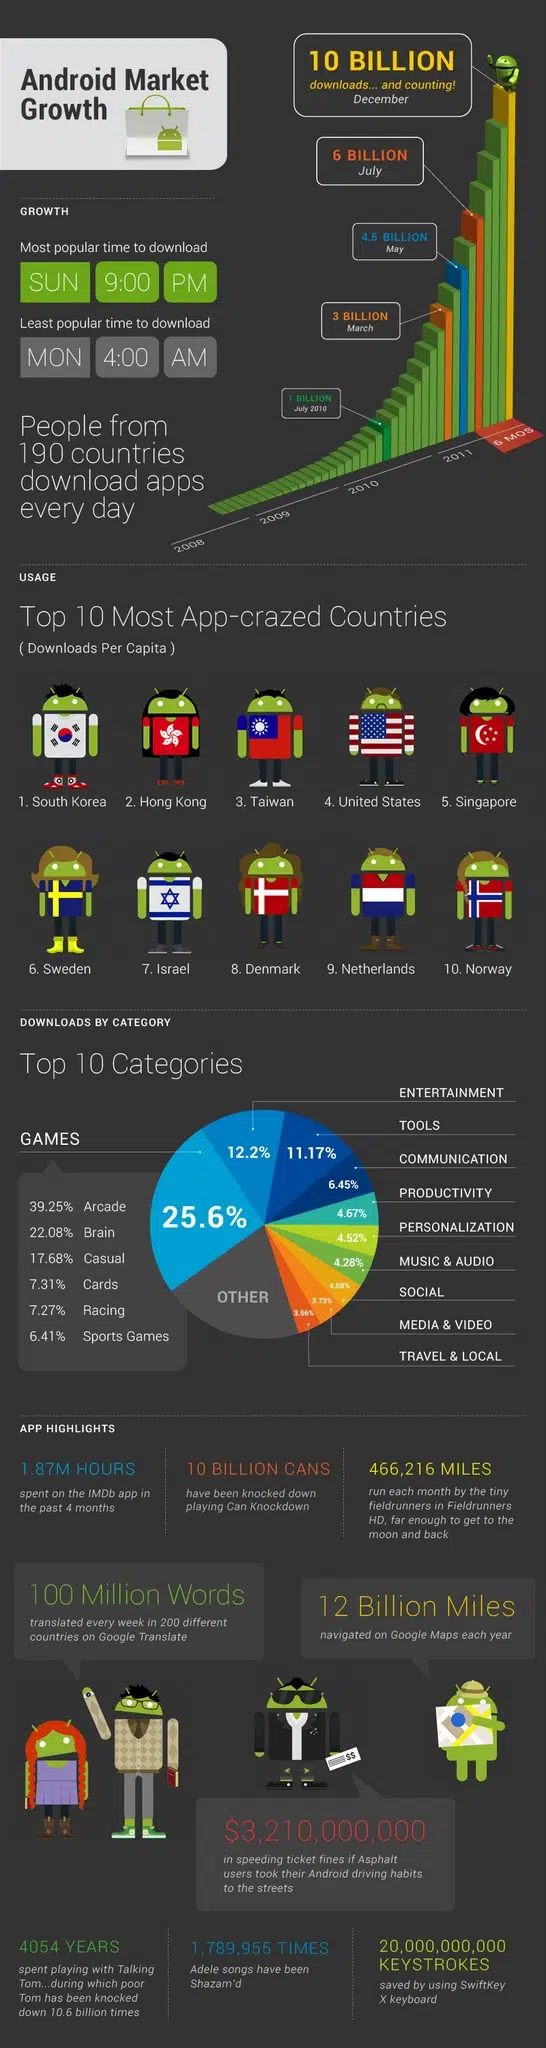 Android Market
Growth
10 BILLION
downloads... and counting!
December
6 BILLION
July
4.5 BILLION
May
3 BILLION
March
1 BILLION
July 2010
2008
2009
2010
2011
6 MOS
GROWTH
Most popular time to download
SUN 9:00 PM
Least popular time to download
MON 4:00 AM
People from
190 countries
download apps
every day
USAGE
Top 10 Most App-crazed Countries
( Downloads Per Capita )
1. South Korea
2. Hong Kong
3. Taiwan
4. United States
5. Singapore
6. Sweden
7. Israel
8. Denmark
9. Netherlands
10. Norway
DOWNLOADS BY CATEGORY
Top 10 Categories
GAMES
39.25% Arcade
22.08% Brain
17.68% Casual
7.31% Cards
7.27% Racing
6.41% Sports Games
25.6%
12.2%
11.17%
6.45%
4.67%
4.52%
4.28%
4.08%
3.73%
3.56%
OTHER
ENTERTAINMENT
TOOLS
COMMUNICATION
PRODUCTIVITY
PERSONALIZATION
MUSIC & AUDIO
SOCIAL
MEDIA & VIDEO
TRAVEL & LOCAL
APP HIGHLIGHTS
1.87M HOURS
spent on the IMDb app in
the past 4 months
10 BILLION CANS
have been knocked down
playing Can Knockdown
466,216 MILES
run each month by the tiny
fieldrunners in Fieldrunners
HD, far enough to get to the
moon and back
100 Million Words
translated every week in 200 different
countries on Google Translate
12 Billion Miles
navigated on Google Maps each year
$$
$3,210,000,000
in speeding ticket fines if Asphalt
users took their Android driving habits
to the streets
4054 YEARS
spent playing with Talking
Tom...during which poor
Tom has been knocked
down 10.6 billion times
1,789,955 TIMES
Adele songs have been
Shazam'd
20,000,000,000
KEYSTROKES
saved by using SwiftKey
X keyboard